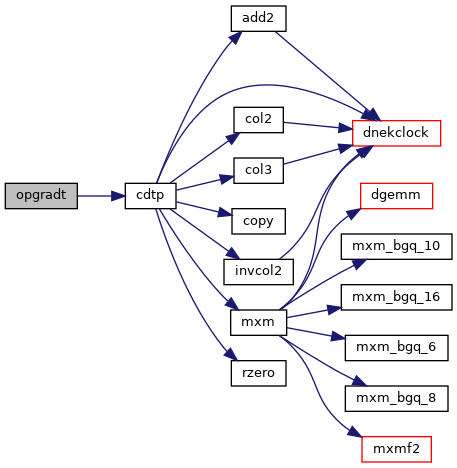 opgradt
cdtp
add2
col2
col3
copy
invcol2
mxm
rzero
dnekclock
dgemm
mxm_bgq_10
mxm_bgq_16
mxm_bgq_6
mxm_bgq_8
mxmf2